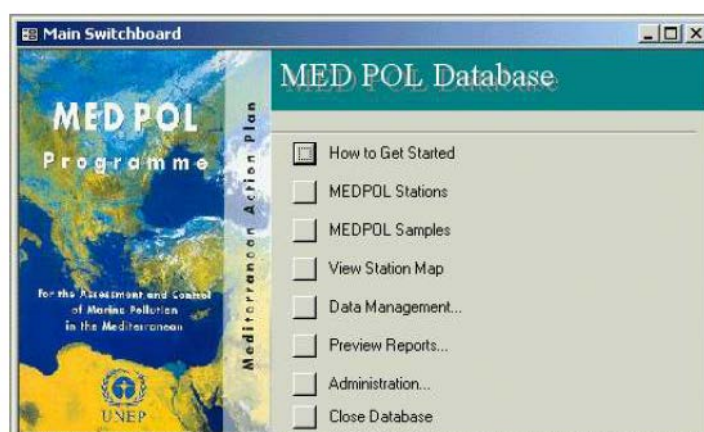 Main Switchboard
MED POL Database
MED POL
Programme
Mediterranean Action Plan
For the Assessment and Control
of Marine Pollution
in the Mediterranean
UNEP
How to Get Started
MEDPOL Stations
MEDPOL Samples
View Station Map
Data Management...
Preview Reports...
Administration...
Close Database